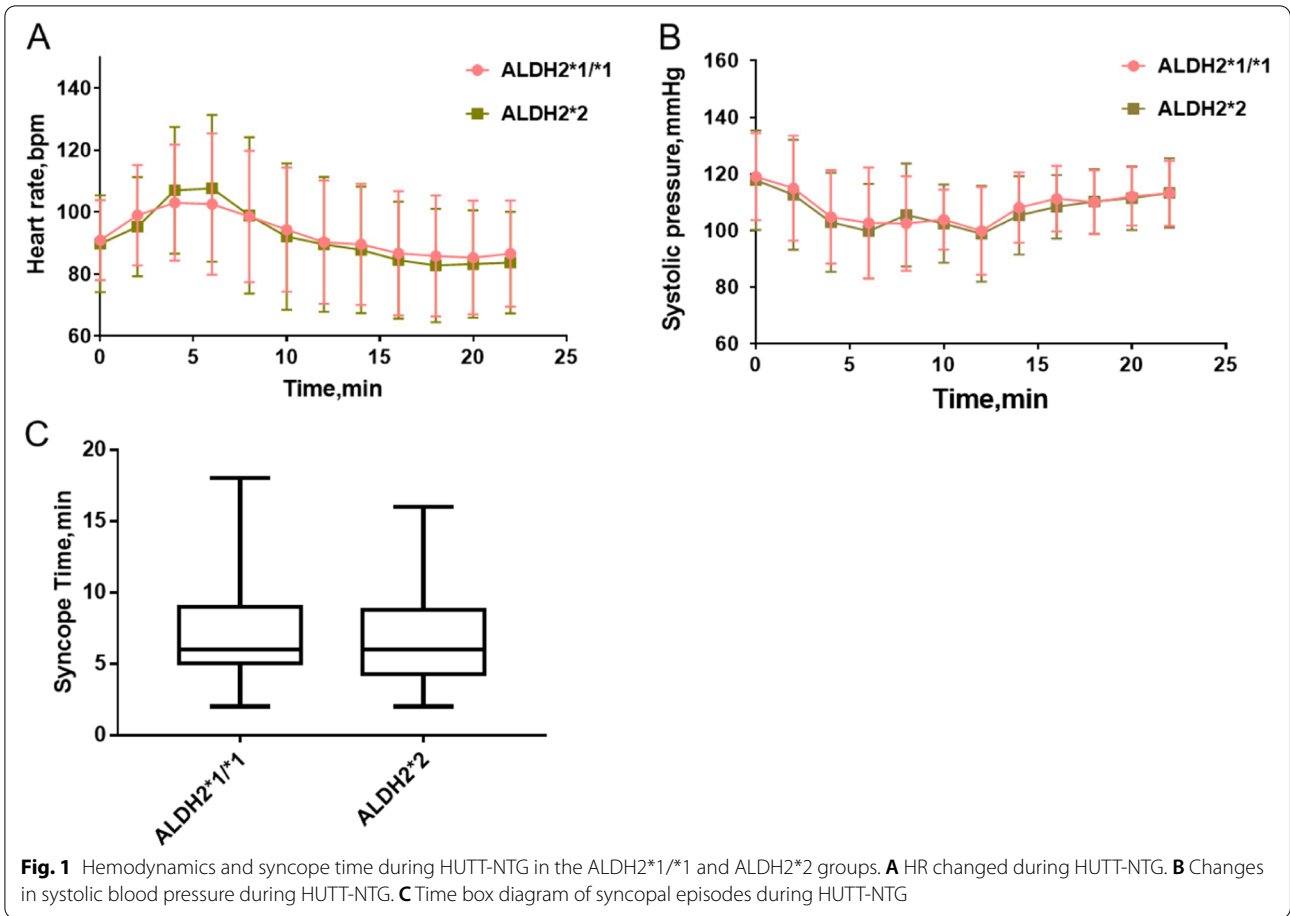 A
140
120
100
80
60
Heart rate,bpm
0 5 10 15 20 25
Time,min
ALDH2*1/*1
ALDH2*2
B
160
140
120
100
80
60
Systolic pressure,mmHg
0 5 10 15 20 25
Time,min
ALDH2*1/*1
ALDH2*2
C
20
15
10
5
0
Syncope Time,min
ALDH2*1/*1
ALDH2*2
Fig. 1 Hemodynamics and syncope time during HUTT-NTG in the ALDH2*1/*1 and ALDH2*2 groups. A HR changed during HUTT-NTG. B Changes
in systolic blood pressure during HUTT-NTG. C Time box diagram of syncopal episodes during HUTT-NTG